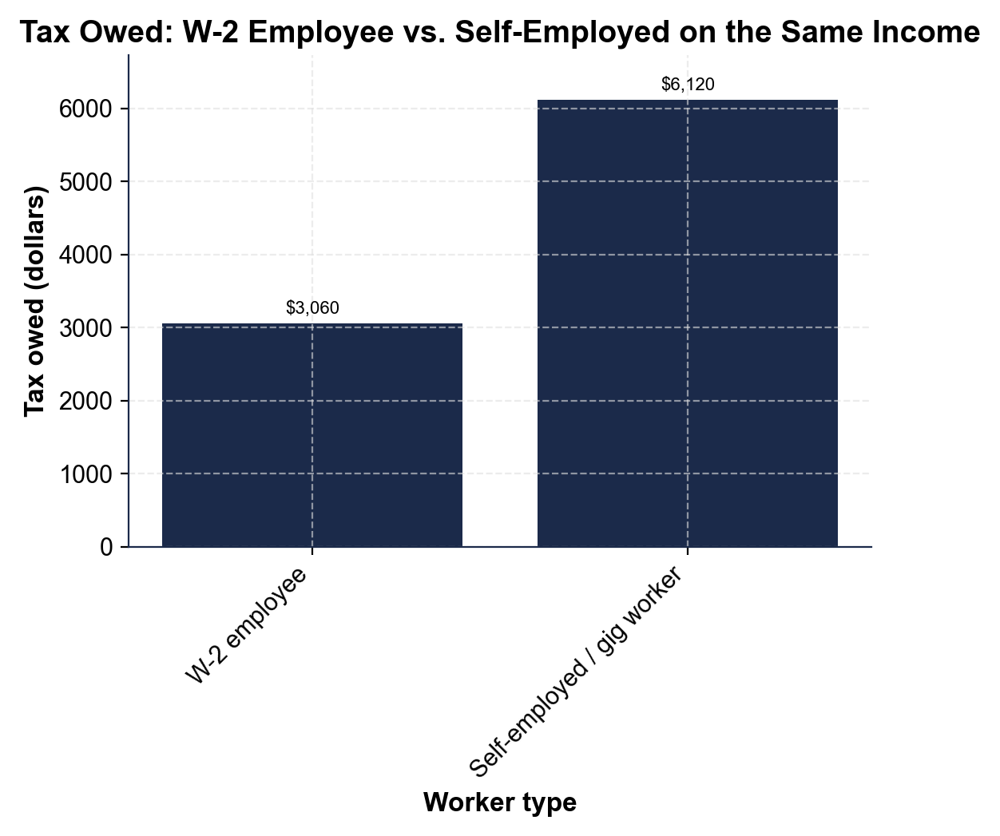 Tax Owed: W-2 Employee vs. Self-Employed on the Same Income
Tax owed (dollars)
6000
5000
4000
3000
2000
1000
0
$3,060
$6,120
W-2 employee
Self-employed / gig worker
Worker type